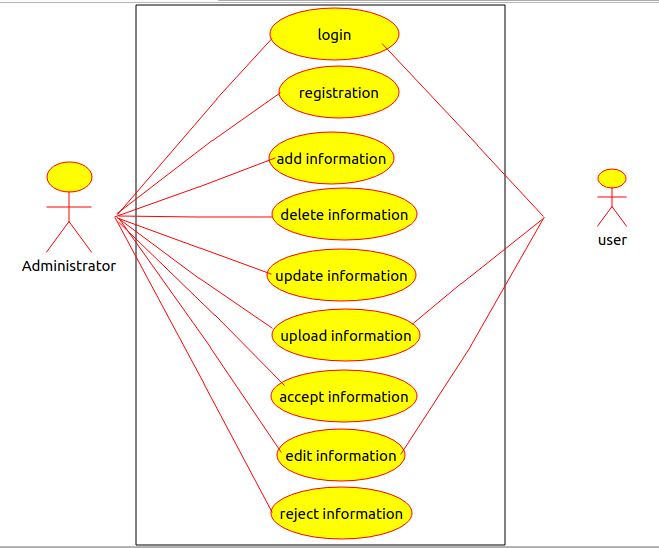 login
registration
add information
delete information
update information
upload information
accept information
edit information
reject information
Administrator
user